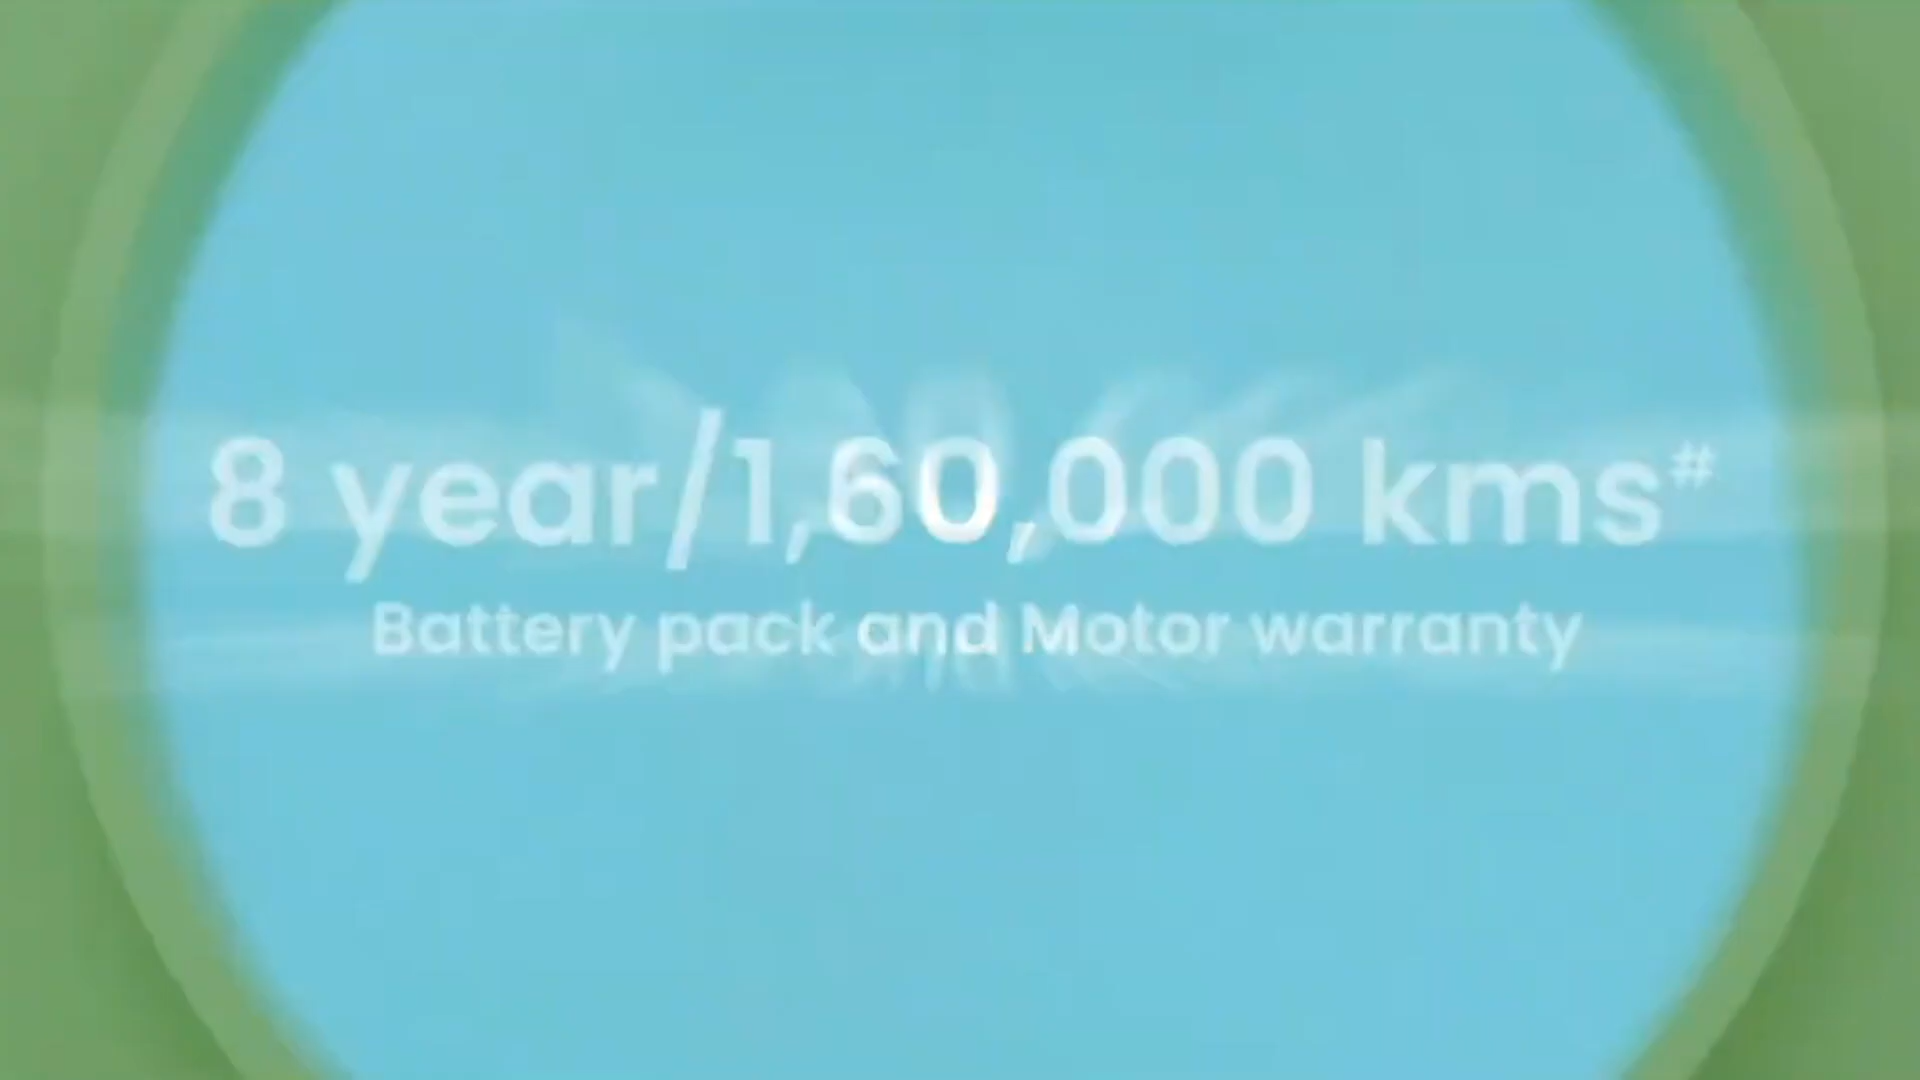 8 year/1,60,000 kms#
Battery pack and Motor warranty